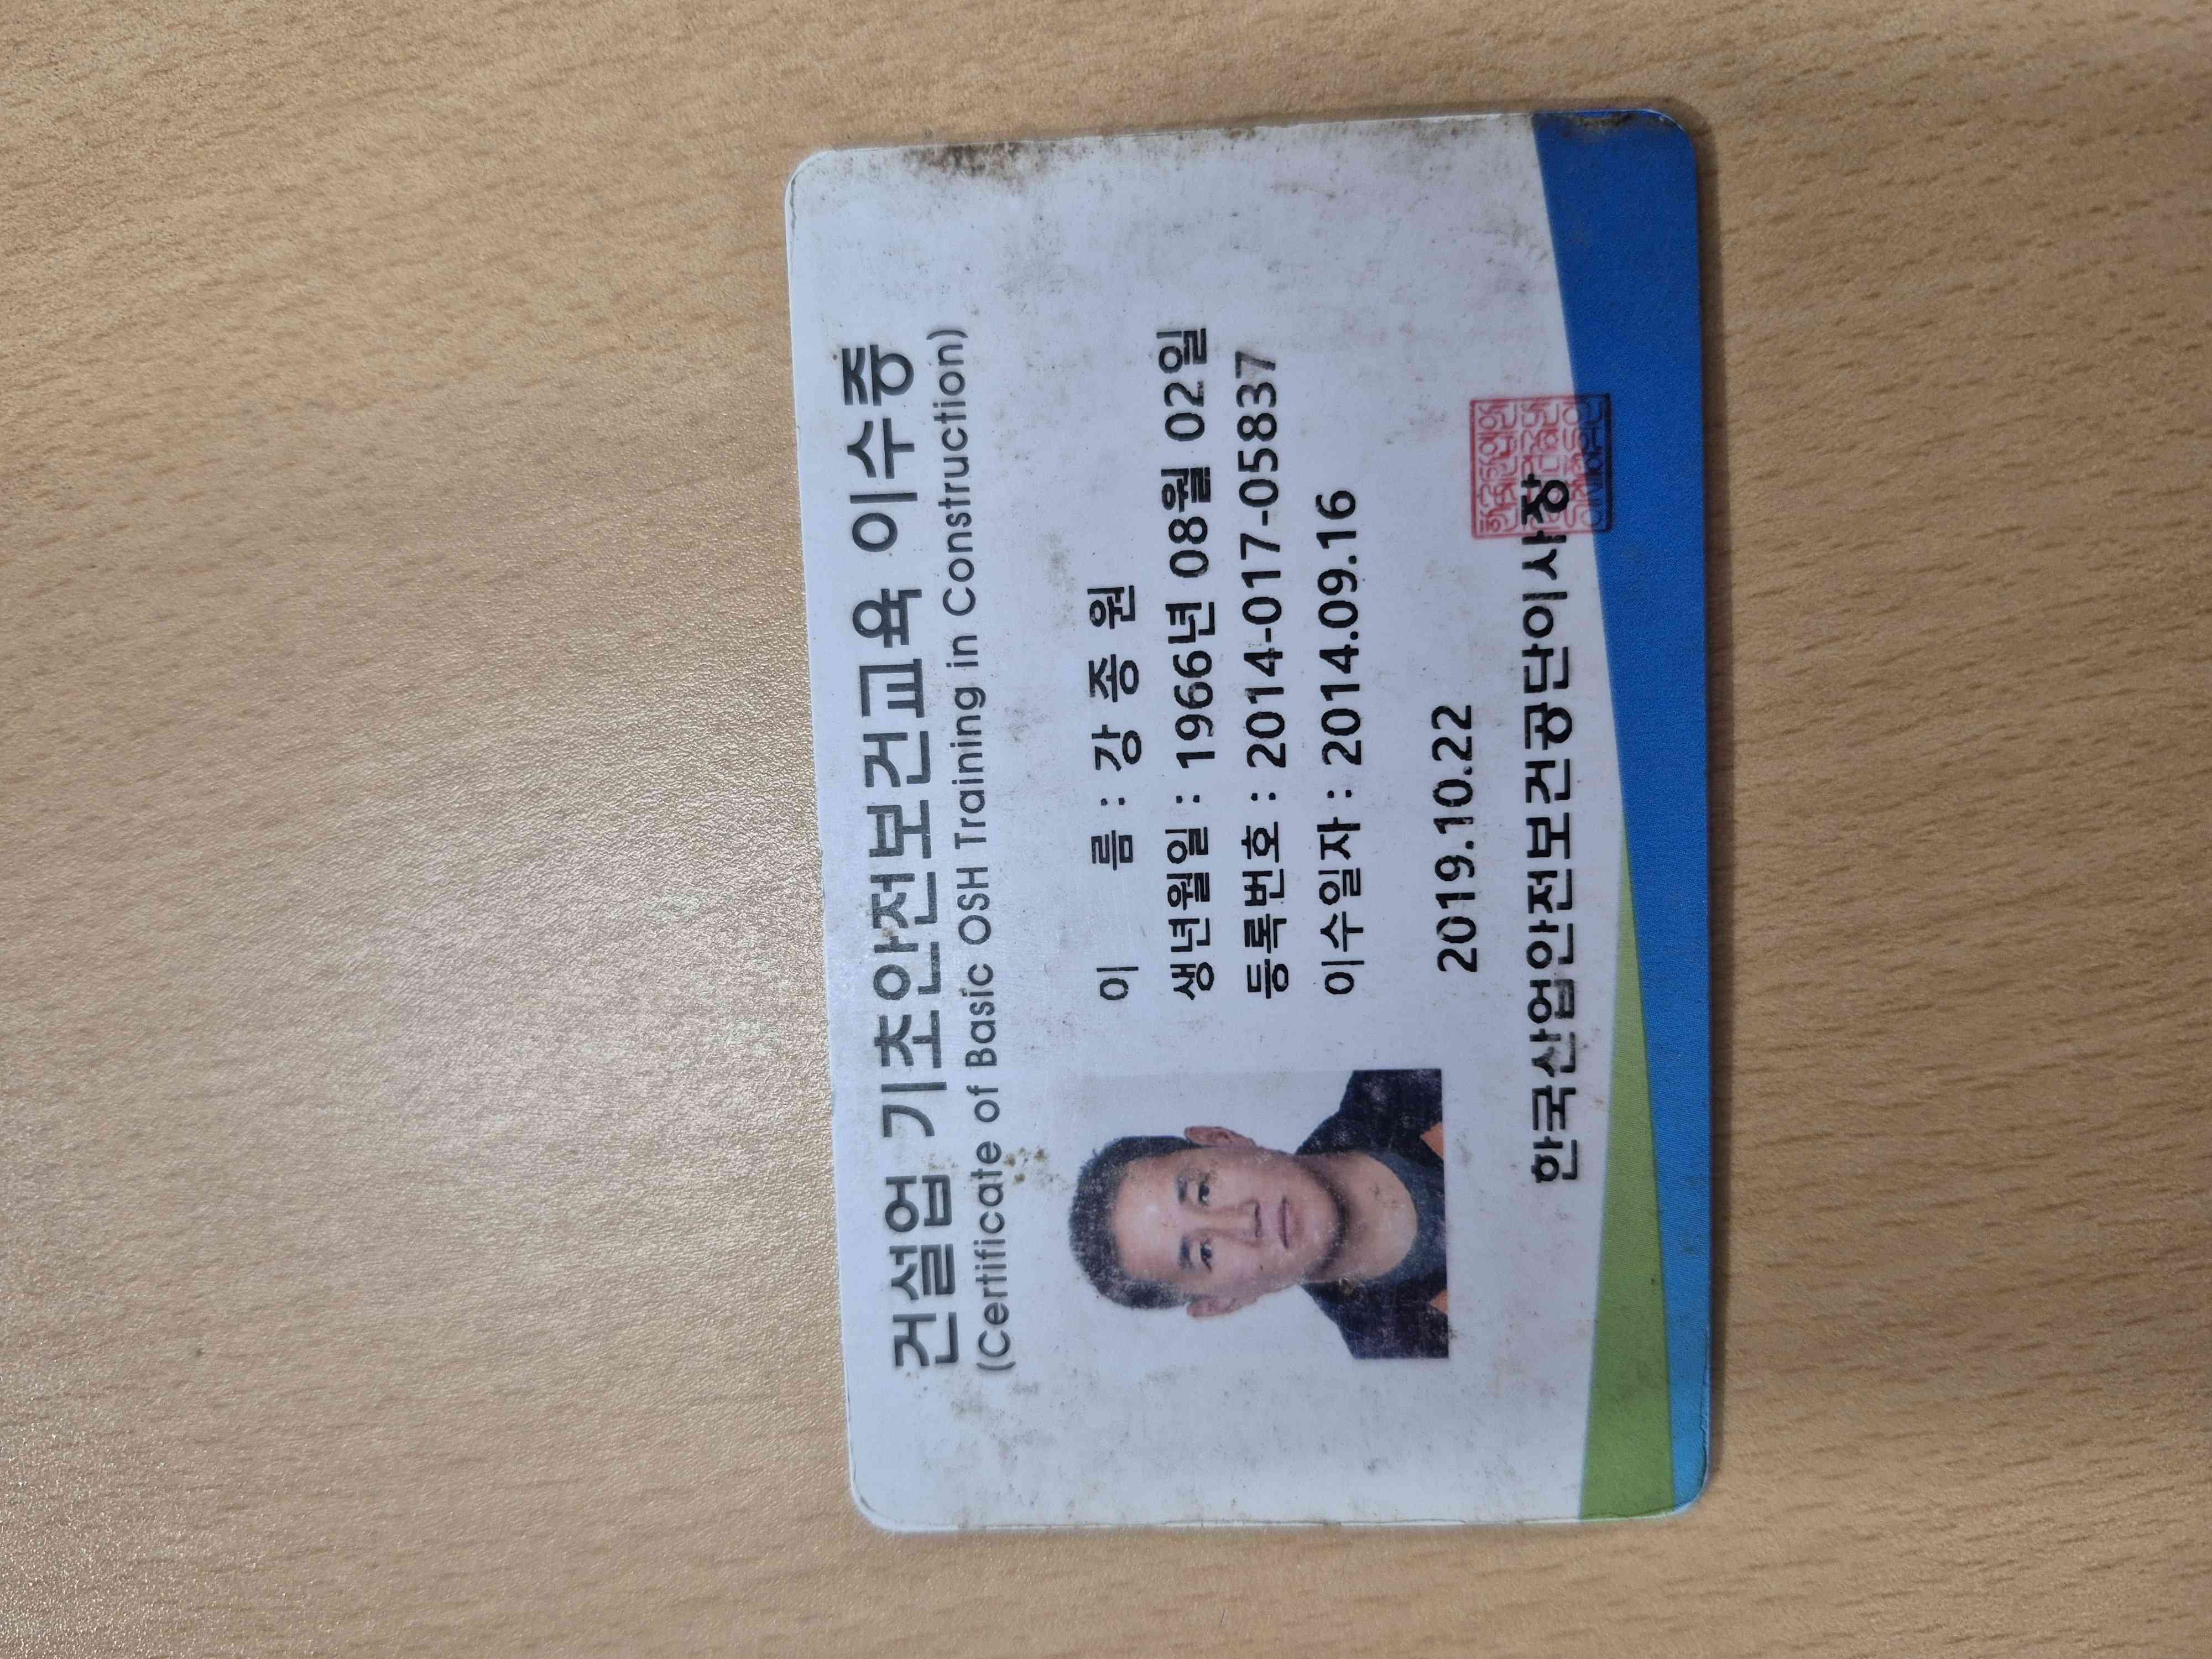 건설업 기초안전보건교육 이수증
(Certificate of Basic OSH Training in Construction)
이 름 : 강 종 원
생년월일 : 1966년 08월 02일
등록번호 : 2014-017-05837
이수일자 : 2014.09.16
2019.10.22
한국산업안전보건공단이사장